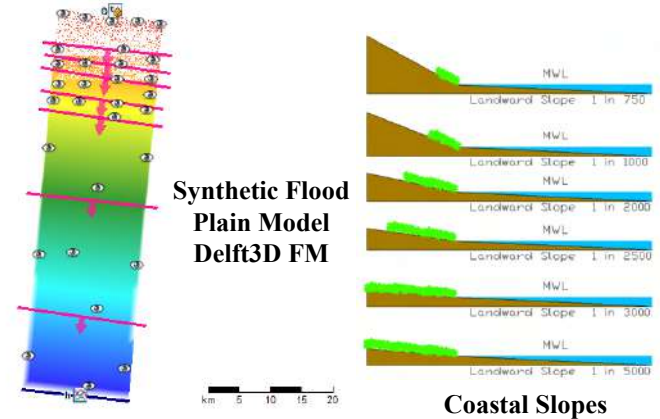 Synthetic Flood
Plain Model
Delft3D FM
km 5 10 15 20
MWL
Landward Slope 1 in 750
MWL
Landward Slope 1 in 1000
MWL
Landward Slope 1 in 2000
MWL
Landward Slope 1 in 2500
MWL
Landward Slope 1 in 3000
MWL
Landward Slope 1 in 5000
Coastal Slopes
h